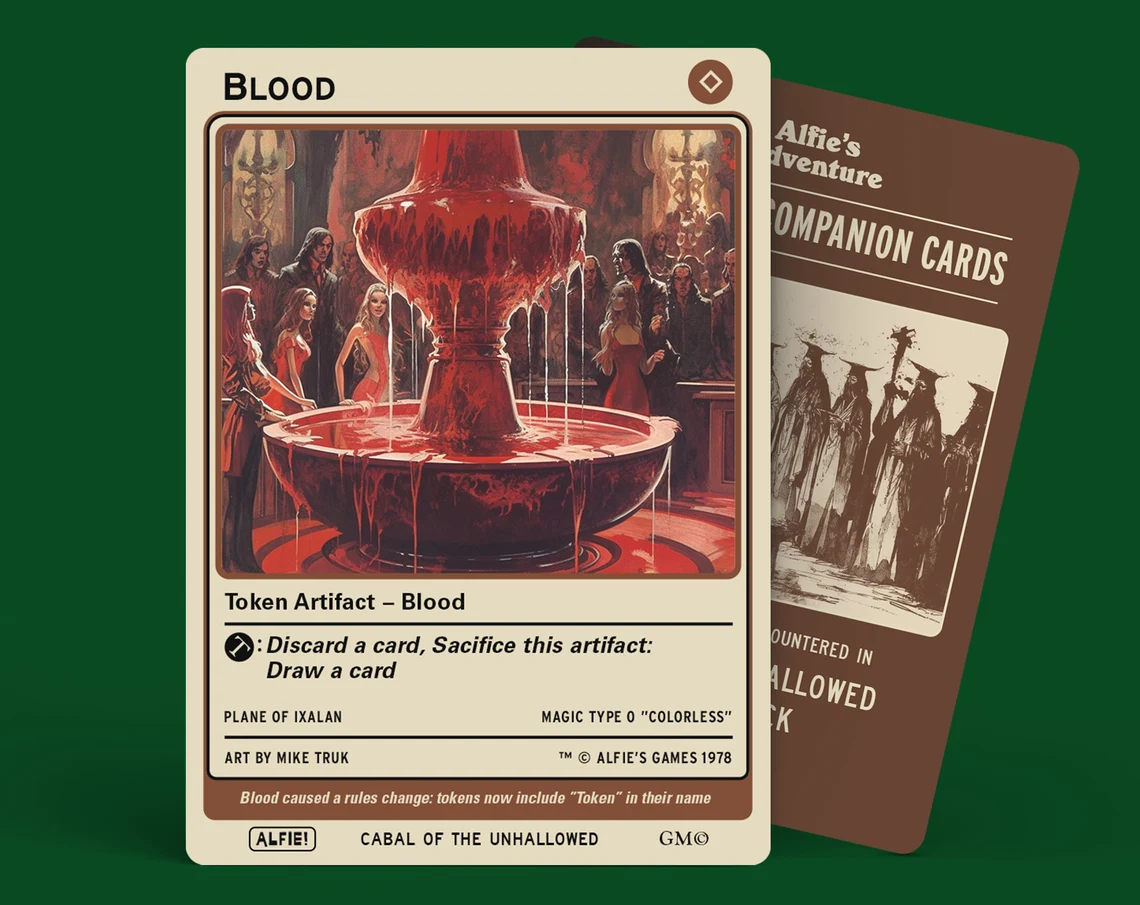 BLOOD
Token Artifact – Blood
: Discard a card, Sacifice this artifact:
Draw a card
PLANE OF IXALAN MAGIC TYPE 0 "COLORLESS"
ART BY MIKE TRUK ™ © ALFIE'S GAMES 1978
Blood caused a rules change: tokens now include "Token" in their name
ALFIE! CABAL OF THE UNHALLOWED GM©
Alfie's
dventure
COMPANION CARDS
OUNTERED IN
ALLOWED
CK